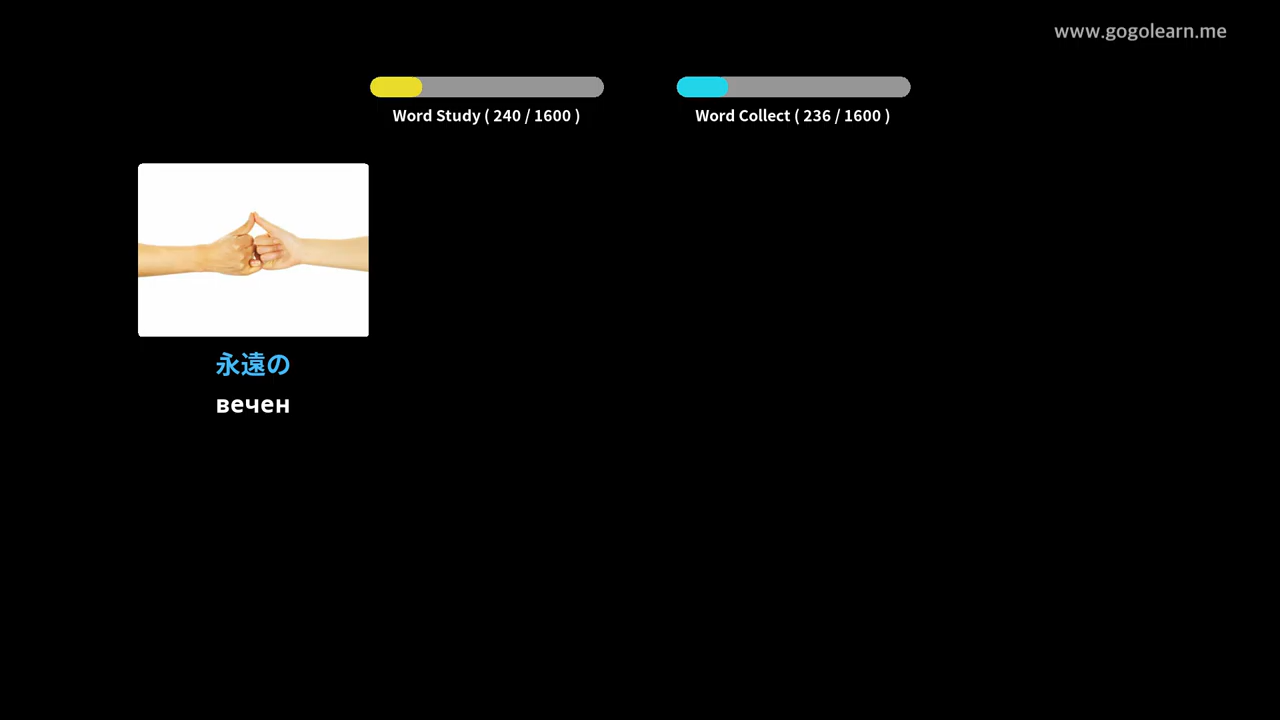 www.gogolearn.me
Word Study ( 240 / 1600 )
Word Collect ( 236 / 1600 )
永遠の
вечен